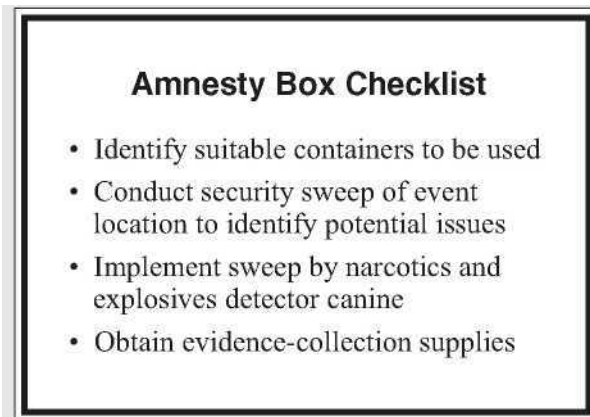 Amnesty Box Checklist
• Identify suitable containers to be used
• Conduct security sweep of event
location to identify potential issues
• Implement sweep by narcotics and
explosives detector canine
• Obtain evidence-collection supplies